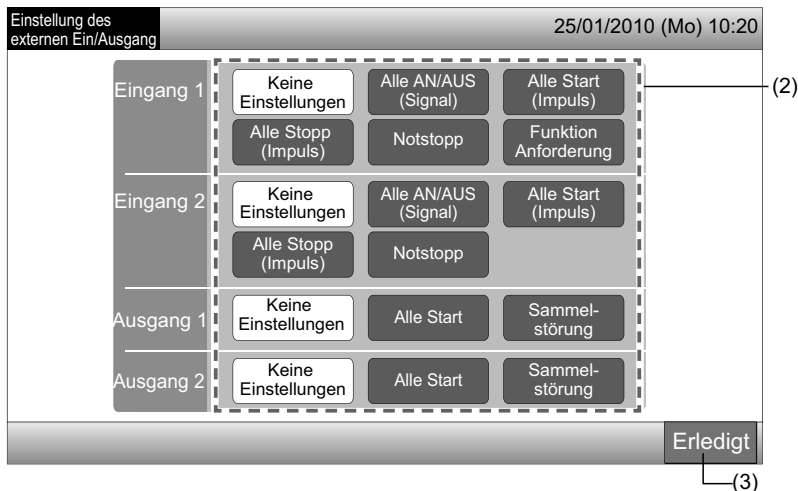 Einstellung des
externen Ein/Ausgang
25/01/2010 (Mo) 10:20
Eingang 1
Keine
Einstellungen
Alle AN/AUS
(Signal)
Alle Start
(Impuls)
(2)
Alle Stopp
(Impuls)
Notstopp
Funktion
Anforderung
Eingang 2
Keine
Einstellungen
Alle AN/AUS
(Signal)
Alle Start
(Impuls)
Alle Stopp
(Impuls)
Notstopp
Ausgang 1
Keine
Einstellungen
Alle Start
Sammel-
störung
Ausgang 2
Keine
Einstellungen
Alle Start
Sammel-
störung
Erledigt
(3)